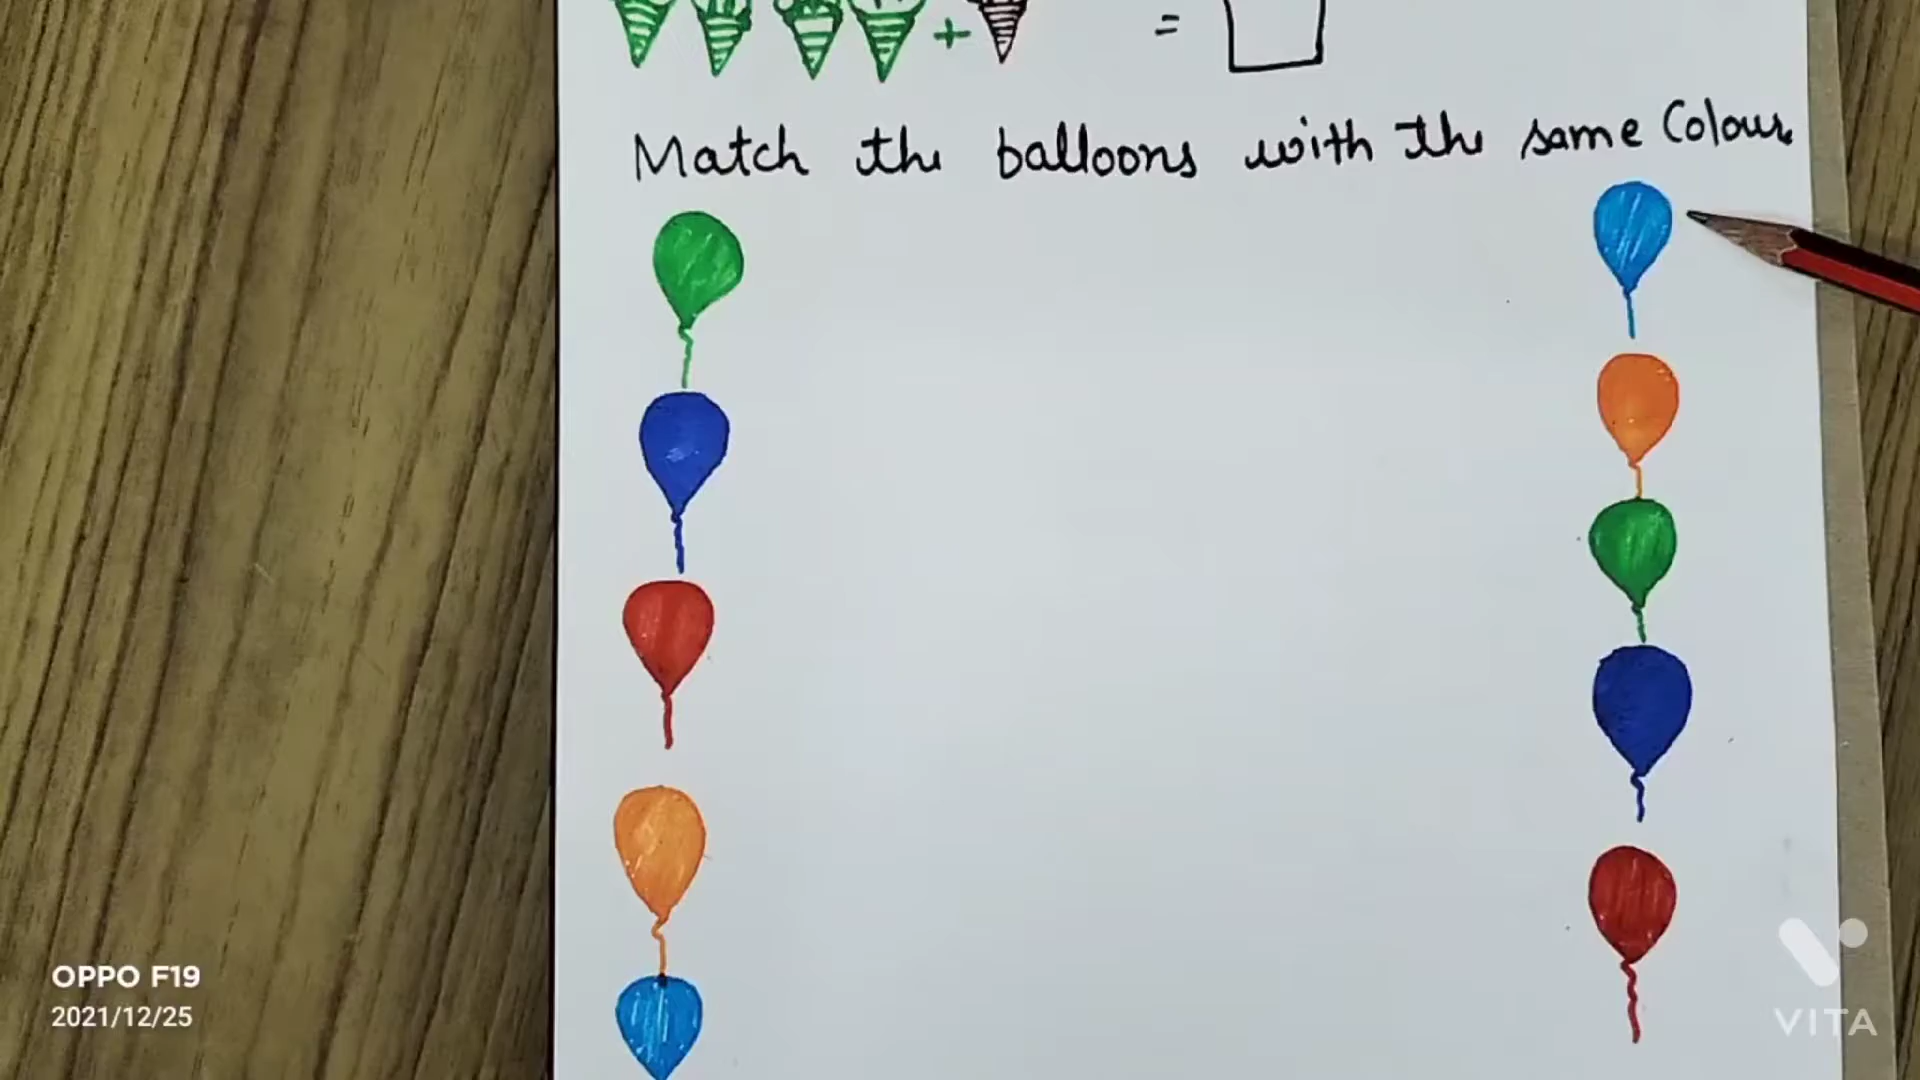 + =
Match the balloons with the same Colour.
OPPO F19
2021/12/25
VITA